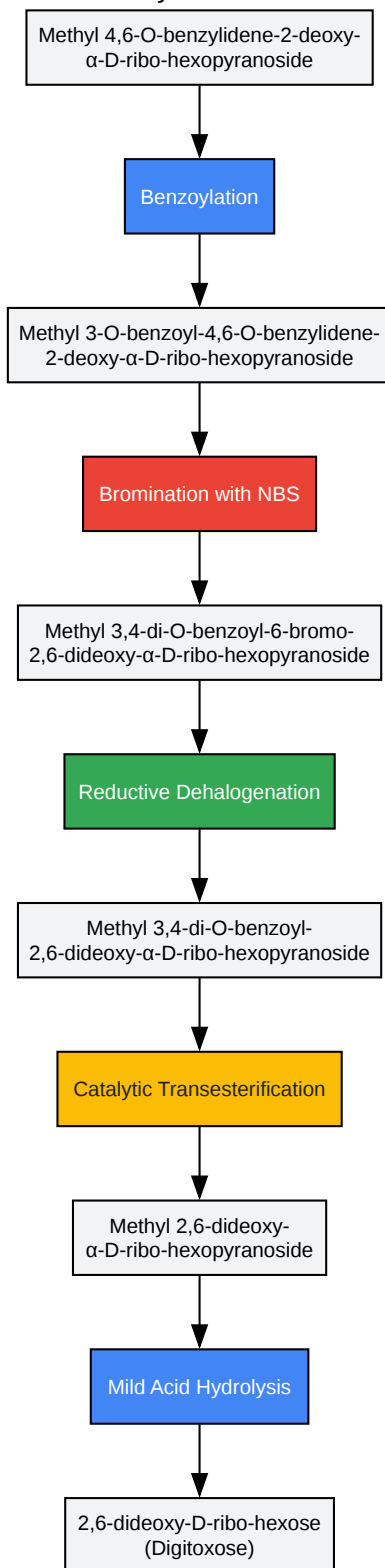 Methyl 4,6-O-benzylidene-2-deoxy-
α-D-ribo-hexopyranoside
Benzoylation
Methyl 3-O-benzoyl-4,6-O-benzylidene-
2-deoxy-α-D-ribo-hexopyranoside
Bromination with NBS
Methyl 3,4-di-O-benzoyl-6-bromo-
2,6-dideoxy-α-D-ribo-hexopyranoside
Reductive Dehalogenation
Methyl 3,4-di-O-benzoyl-
2,6-dideoxy-α-D-ribo-hexopyranoside
Catalytic Transesterification
Methyl 2,6-dideoxy-
α-D-ribo-hexopyranoside
Mild Acid Hydrolysis
2,6-dideoxy-D-ribo-hexose
(Digitoxose)